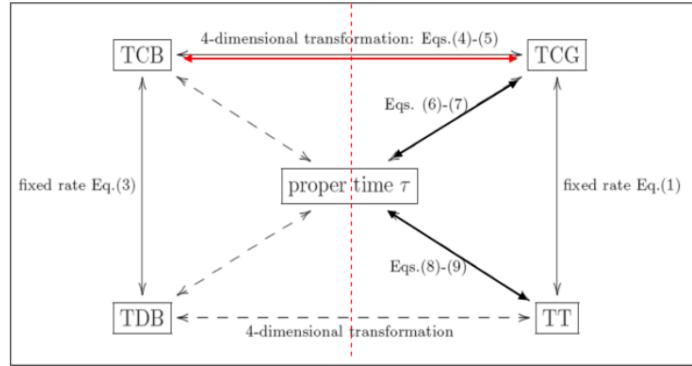 4-dimensional transformation: Eqs.(4)-(5)
TCB
TCG
Eqs. (6)-(7)
fixed rate Eq.(3)
proper time τ
fixed rate Eq.(1)
Eqs.(8)-(9)
TDB
TT
4-dimensional transformation